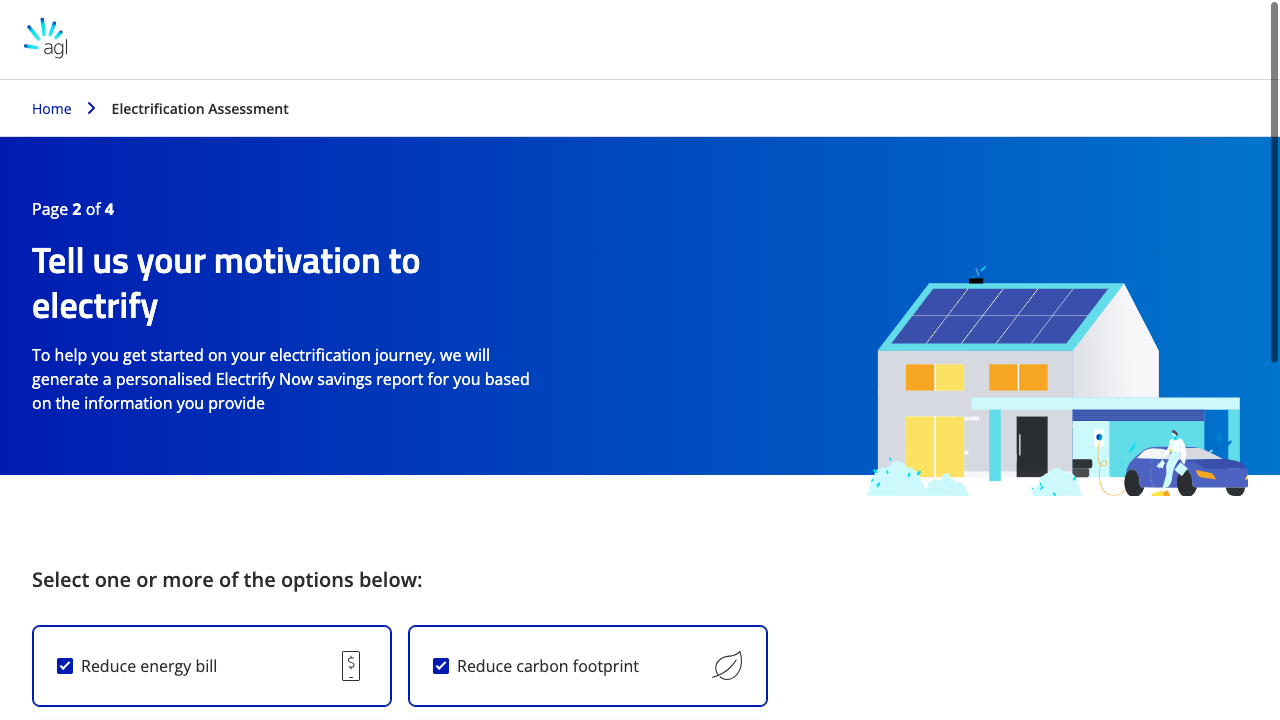 agl
Home
Electrification Assessment
Page 2 of 4
Tell us your motivation to
electrify
To help you get started on your electrification journey, we will
generate a personalised Electrify Now savings report for you based
on the information you provide
Select one or more of the options below:
Reduce energy bill
$
Reduce carbon footprint